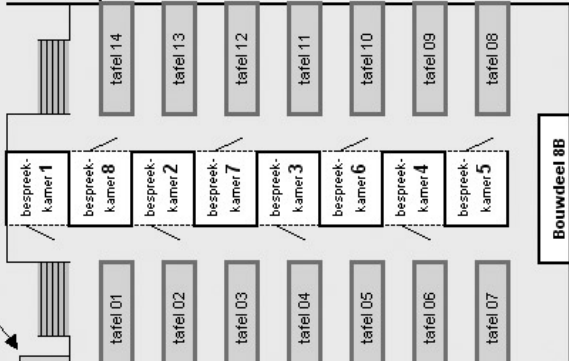 tafel 14
tafel 13
tafel 12
tafel 11
tafel 10
tafel 09
tafel 08
bespreek-
kamer 1
bespreek-
kamer 8
bespreek-
kamer 2
bespreek-
kamer 7
bespreek-
kamer 3
bespreek-
kamer 6
bespreek-
kamer 4
bespreek-
kamer 5
Bouwdeel 8B
tafel 01
tafel 02
tafel 03
tafel 04
tafel 05
tafel 06
tafel 07